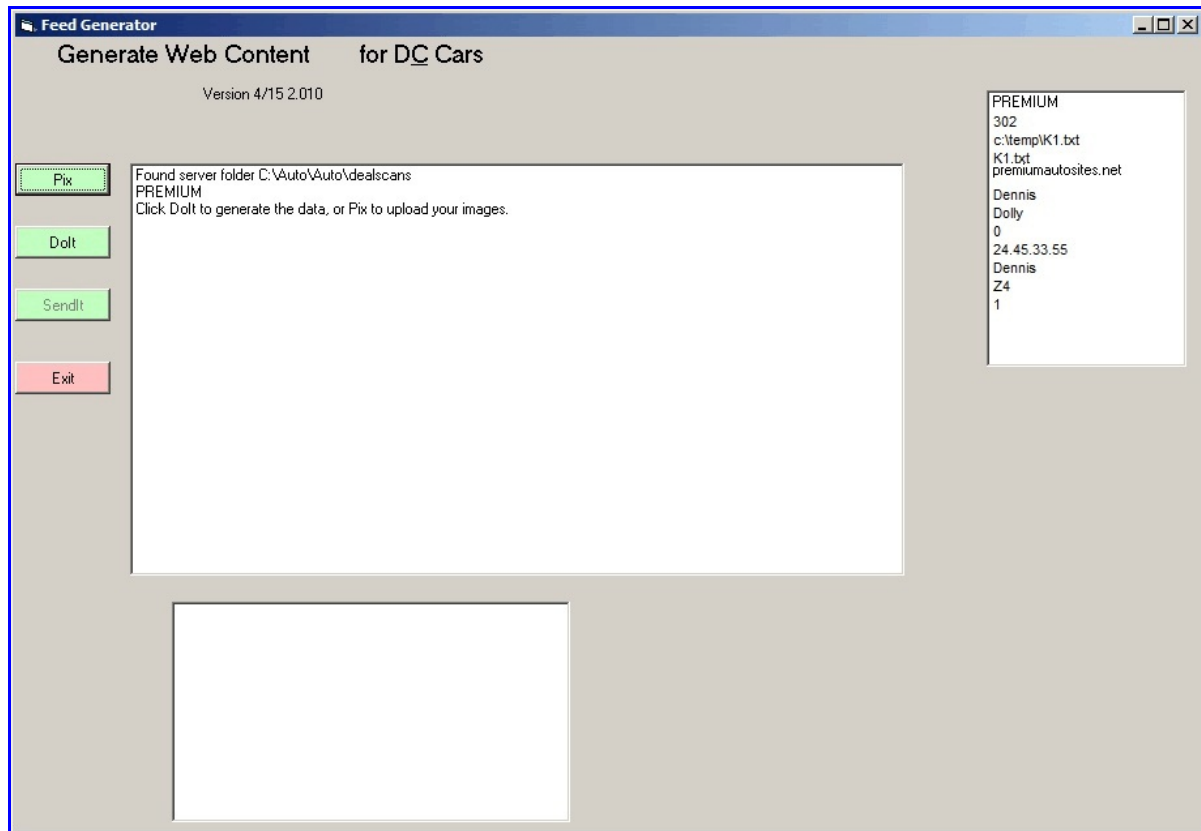 Feed Generator
Generate Web Content for DC Cars
Version 4/15 2.010
PREMIUM
302
c:\temp\K1.txt
K1.txt
premiumautosites.net
Dennis
Dolly
0
24.45.33.55
Dennis
Z4
1
Pix
DoIt
SendIt
Exit
Found server folder C:\Auto\Auto\dealscans
PREMIUM
Click DoIt to generate the data, or Pix to upload your images.